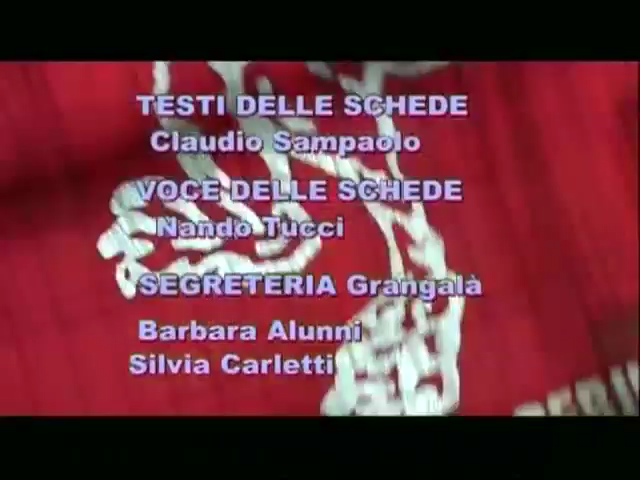 TESTI DELLE SCHEDE
Claudio Sampaolo
VOCE DELLE SCHEDE
Nando Tucci
SEGRETERIA Grangalà
Barbara Alunni
Silvia Carletti